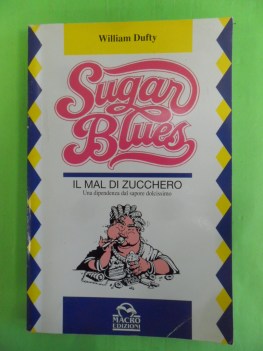 William Dufty
Sugar
Blues
IL MAL DI ZUCCHERO
Una dipendenza dal sapore dolcissimo
MACRO
EDIZIONI